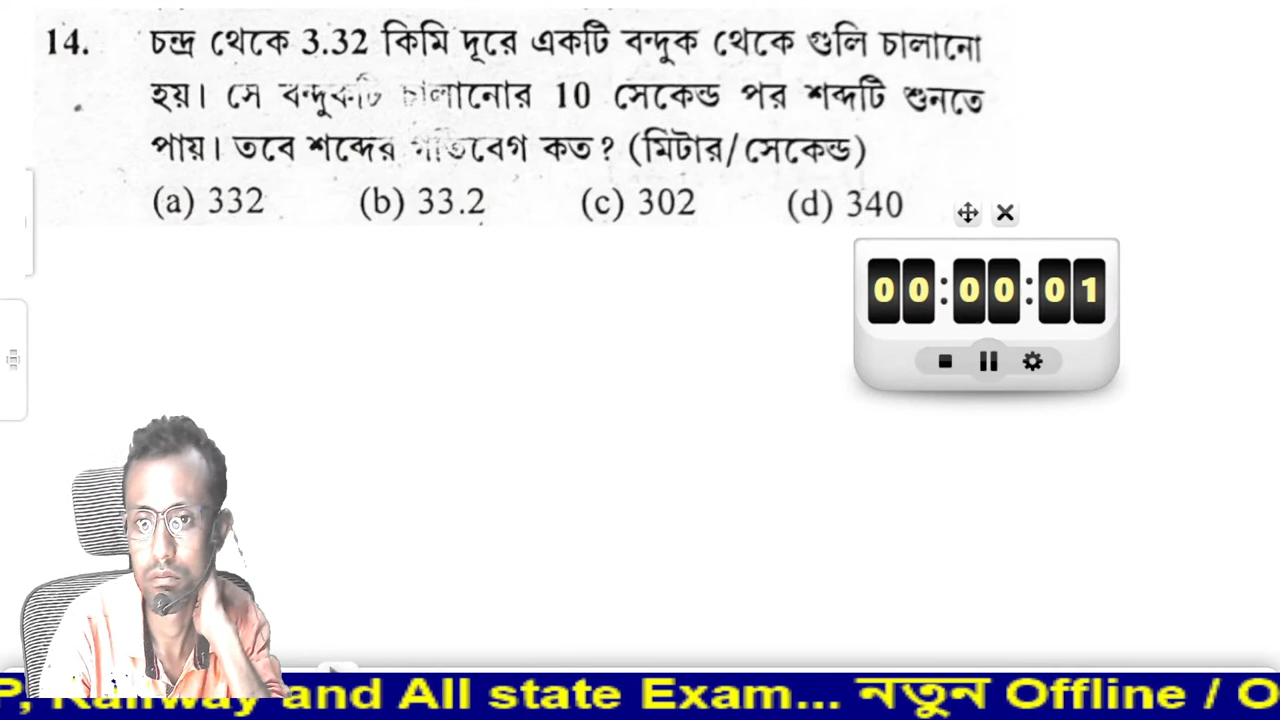 14. চন্দ্র থেকে 3.32 কিমি দূরে একটি বন্দুক থেকে গুলি চালানো
হয়। সে বন্দুকটি চালানোর 10 সেকেন্ড পর শব্দটি শুনতে
পায়। তবে শব্দের গতিবেগ কত? (মিটার/সেকেন্ড)
(a) 332 (b) 33.2 (c) 302 (d) 340
00:00:01
P, Railway and All state Exam... নতুন Offline / O